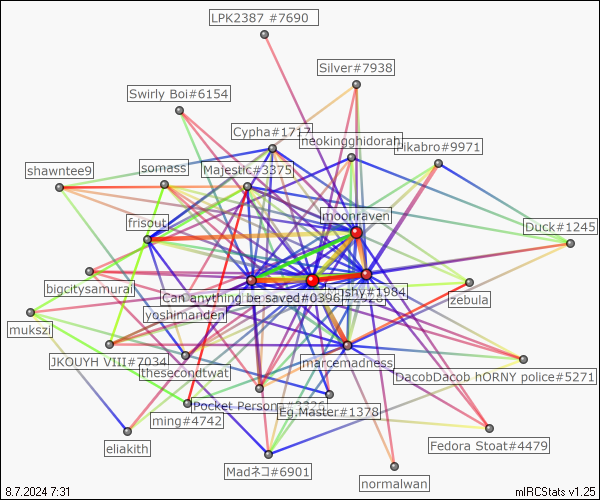 LPK2387 #7690
Silver#7938
Swirly Boi#6154
Cypha#1717
neokingghidorah
Pikabro#9971
shawntee9
somass
Majestic#3375
moonraven
frisout
Duck#1245
bigcitysamurai
Can anything be saved#0396
shy#1984
zebula
mukszi
yoshimanden
JKOUYH VIII#7034
thesecondtwat
marcemadness
DacobDacob hORNY police#5271
Pocket Persona
ming#4742
Eg.Master#1378
eliakith
Fedora Stoat#4479
Madネコ#6901
normalwan
8.7.2024 7:31
mIRCStats v1.25